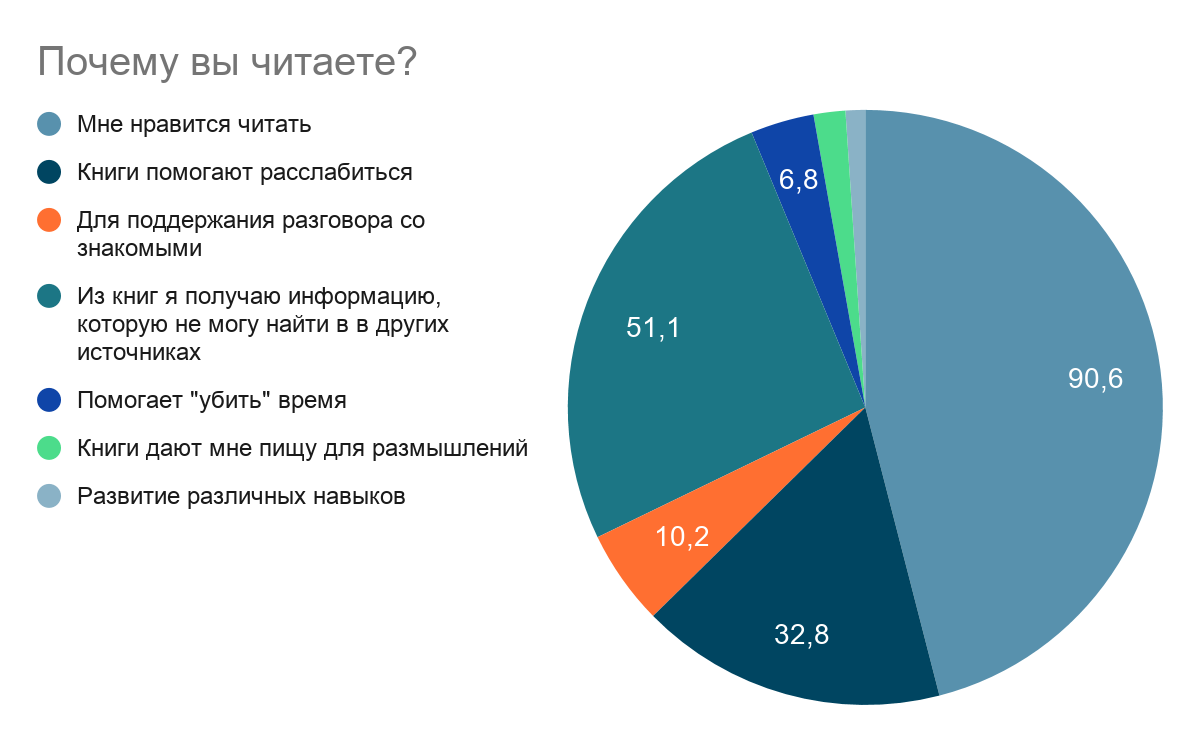 Почему вы читаете?
Мне нравится читать
Книги помогают расслабиться
Для поддержания разговора со
знакомыми
Из книг я получаю информацию,
которую не могу найти в в других
источниках
Помогает "убить" время
Книги дают мне пищу для размышлений
Развитие различных навыков
6,8
51,1
90,6
10,2
32,8